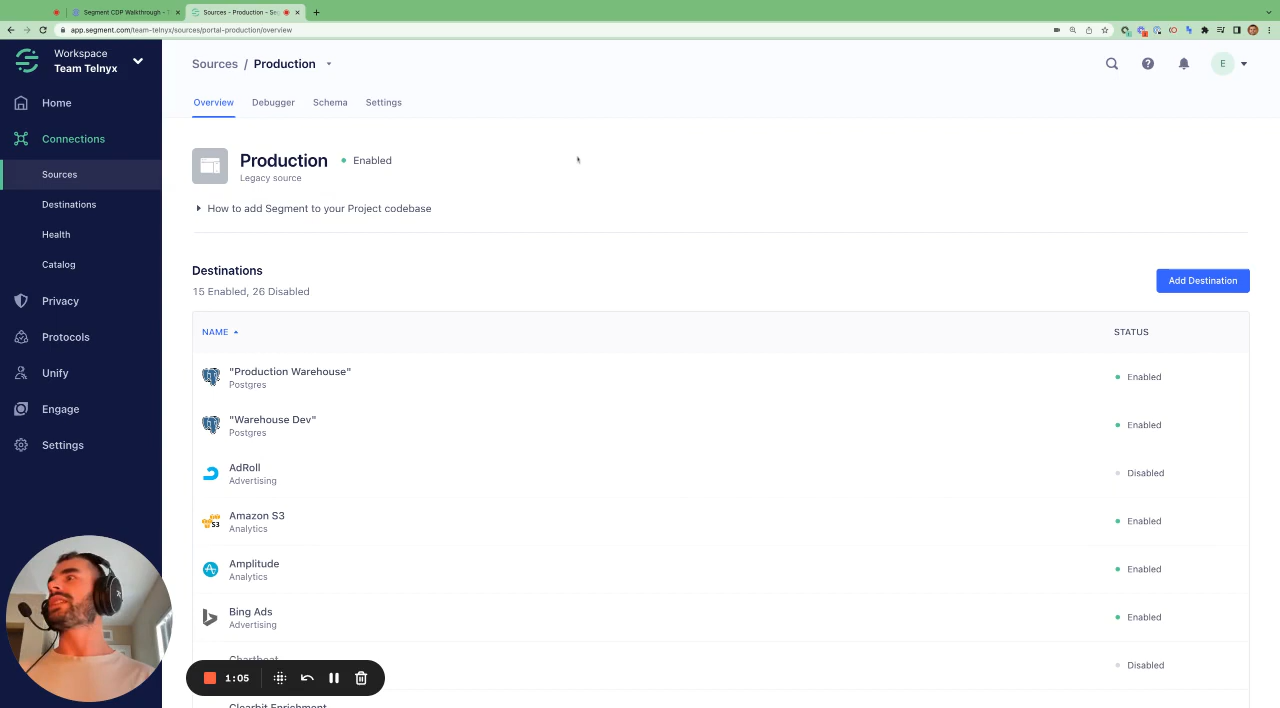 Segment CDP Walkthrough - T
Sources - Production - Se
app.segment.com/team-telnyx/sources/portal-production/overview
Workspace
Team Telnyx
Home
Connections
Sources
Destinations
Health
Catalog
Privacy
Protocols
Unify
Engage
Settings
Sources / Production
E
Overview Debugger Schema Settings
Production Enabled
Legacy source
How to add Segment to your Project codebase
Destinations
15 Enabled, 26 Disabled
Add Destination
NAME STATUS
"Production Warehouse"
Postgres
Enabled
"Warehouse Dev"
Postgres
Enabled
AdRoll
Advertising
Disabled
S3
Amazon S3
Analytics
Enabled
Amplitude
Analytics
Enabled
Bing Ads
Advertising
Enabled
Chartbeat
Disabled
Clearbit Enrichment
1:05